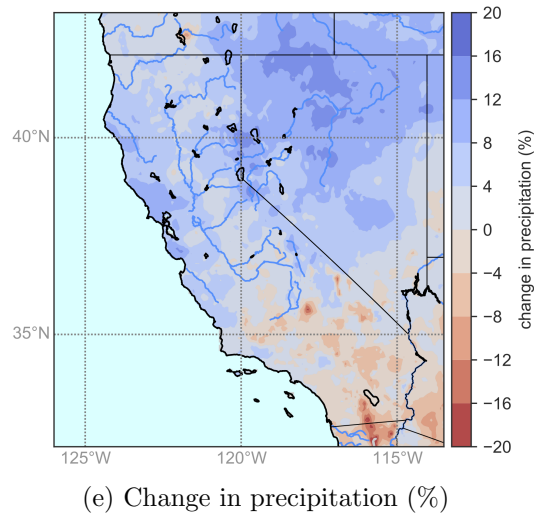 20
16
12
8
4
0
−4
−8
−12
−16
−20
change in precipitation (%)
40°N
35°N
125°W 120°W 115°W
(e) Change in precipitation (%)